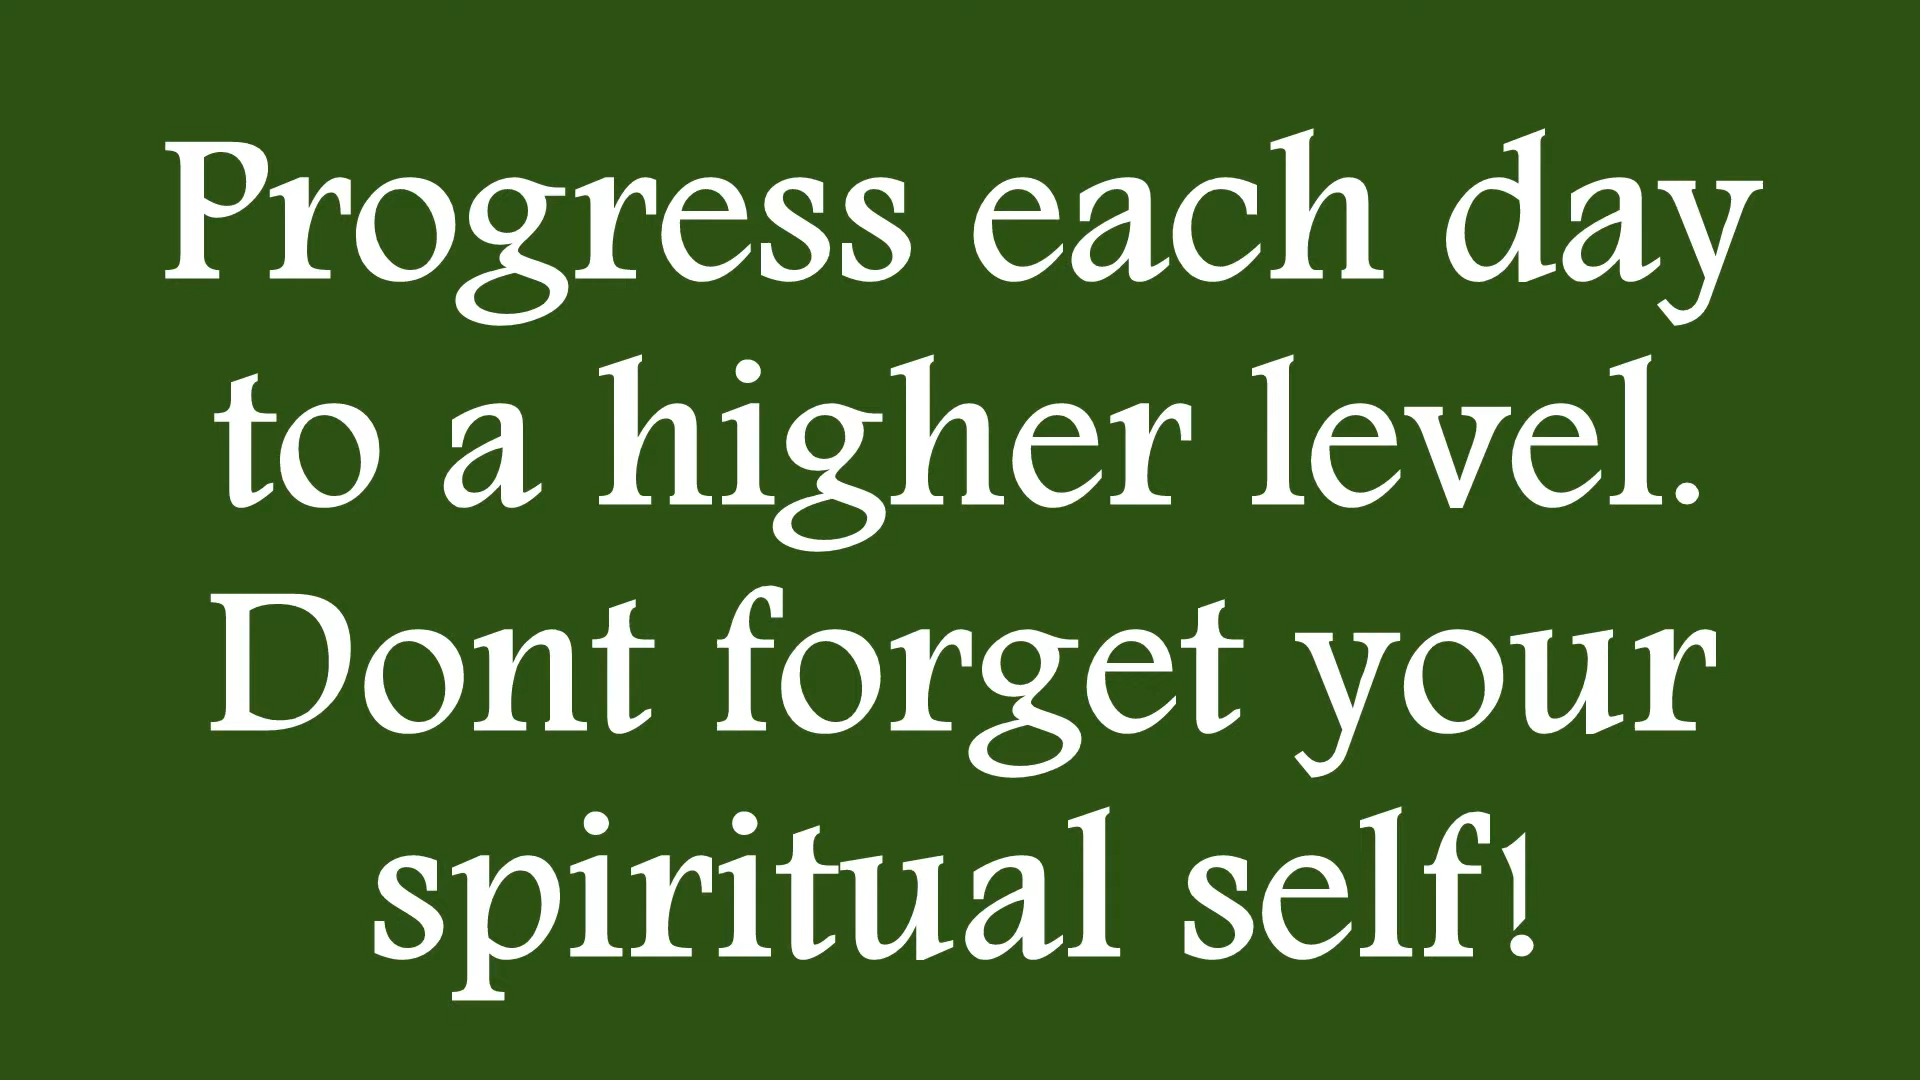 Progress each day
to a higher level.
Dont forget your
spiritual self!